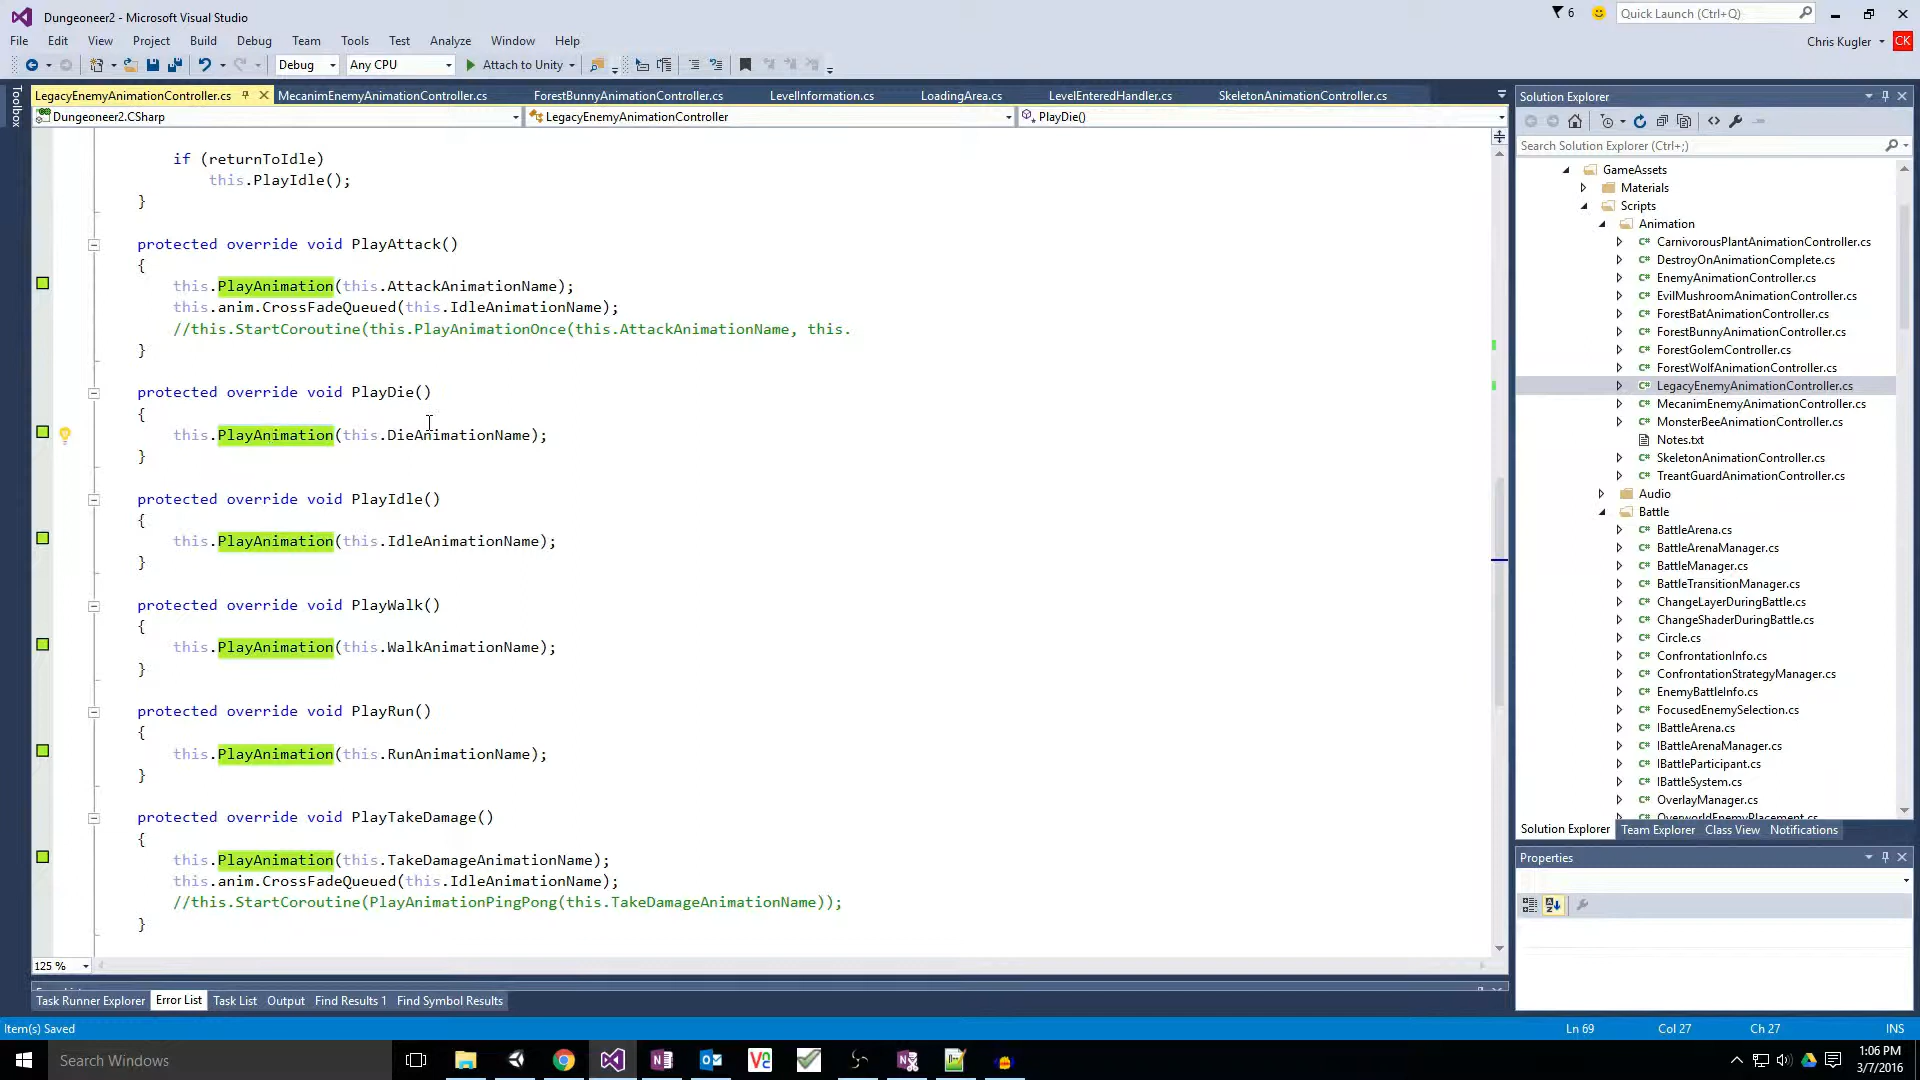 Dungeoneer2 - Microsoft Visual Studio
6
Quick Launch (Ctrl+Q)
File Edit View Project Build Debug Team Tools Test Analyze Window Help
Chris Kugler CK
Debug Any CPU Attach to Unity
Toolbox
LegacyEnemyAnimationController.cs MecanimEnemyAnimationController.cs ForestBunnyAnimationController.cs LevelInformation.cs LoadingArea.cs LevelEnteredHandler.cs SkeletonAnimationController.cs
Dungeoneer2.CSharp LegacyEnemyAnimationController PlayDie()
if (returnToIdle)
this.PlayIdle();
}
protected override void PlayAttack()
{
this.PlayAnimation(this.AttackAnimationName);
this.anim.CrossFadeQueued(this.IdleAnimationName);
//this.StartCoroutine(this.PlayAnimationOnce(this.AttackAnimationName, this.
}
protected override void PlayDie()
{
this.PlayAnimation(this.DieAnimationName);
}
protected override void PlayIdle()
{
this.PlayAnimation(this.IdleAnimationName);
}
protected override void PlayWalk()
{
this.PlayAnimation(this.WalkAnimationName);
}
protected override void PlayRun()
{
this.PlayAnimation(this.RunAnimationName);
}
protected override void PlayTakeDamage()
{
this.PlayAnimation(this.TakeDamageAnimationName);
this.anim.CrossFadeQueued(this.IdleAnimationName);
//this.StartCoroutine(PlayAnimationPingPong(this.TakeDamageAnimationName));
}
125 %
Solution Explorer
Search Solution Explorer (Ctrl+;)
GameAssets
Materials
Scripts
Animation
CarnivorousPlantAnimationController.cs
DestroyOnAnimationComplete.cs
EnemyAnimationController.cs
EvilMushroomAnimationController.cs
ForestBatAnimationController.cs
ForestBunnyAnimationController.cs
ForestGolemController.cs
ForestWolfAnimationController.cs
LegacyEnemyAnimationController.cs
MecanimEnemyAnimationController.cs
MonsterBeeAnimationController.cs
Notes.txt
SkeletonAnimationController.cs
TreantGuardAnimationController.cs
Audio
Battle
BattleArena.cs
BattleArenaManager.cs
BattleManager.cs
BattleTransitionManager.cs
ChangeLayerDuringBattle.cs
ChangeShaderDuringBattle.cs
Circle.cs
ConfrontationInfo.cs
ConfrontationStrategyManager.cs
EnemyBattleInfo.cs
FocusedEnemySelection.cs
IBattleArena.cs
IBattleArenaManager.cs
IBattleParticipant.cs
IBattleSystem.cs
OverlayManager.cs
OverworldEnemyPlacement.cs
Solution Explorer Team Explorer Class View Notifications
Properties
Task Runner Explorer Error List Task List Output Find Results 1 Find Symbol Results
Item(s) Saved Ln 69 Col 27 Ch 27 INS
Search Windows
1:06 PM
3/7/2016